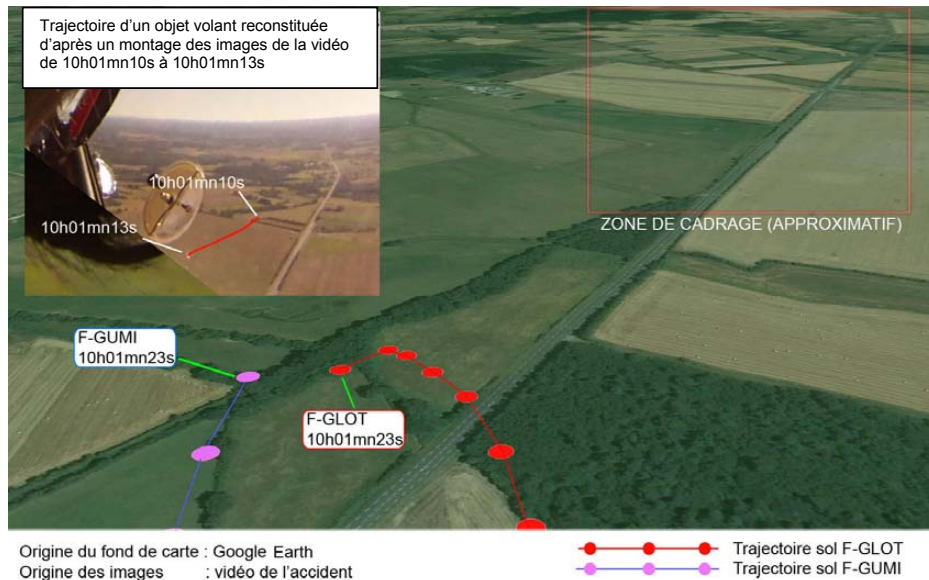 Trajectoire d'un objet volant reconstituée
d'après un montage des images de la vidéo
de 10h01mn10s à 10h01mn13s
10h01mn10s
10h01mn13s
ZONE DE CADRAGE (APPROXIMATIF)
F-GUMI
10h01mn23s
F-GLOT
10h01mn23s
Origine du fond de carte : Google Earth
Origine des images : vidéo de l'accident
Trajectoire sol F-GLOT
Trajectoire sol F-GUMI